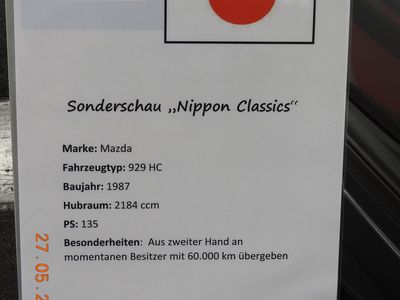 Sonderschau „Nippon Classics“
Marke: Mazda
Fahrzeugtyp: 929 HC
Baujahr: 1987
Hubraum: 2184 ccm
PS: 135
Besonderheiten: Aus zweiter Hand an
momentanen Besitzer mit 60.000 km übergeben
27.05.2